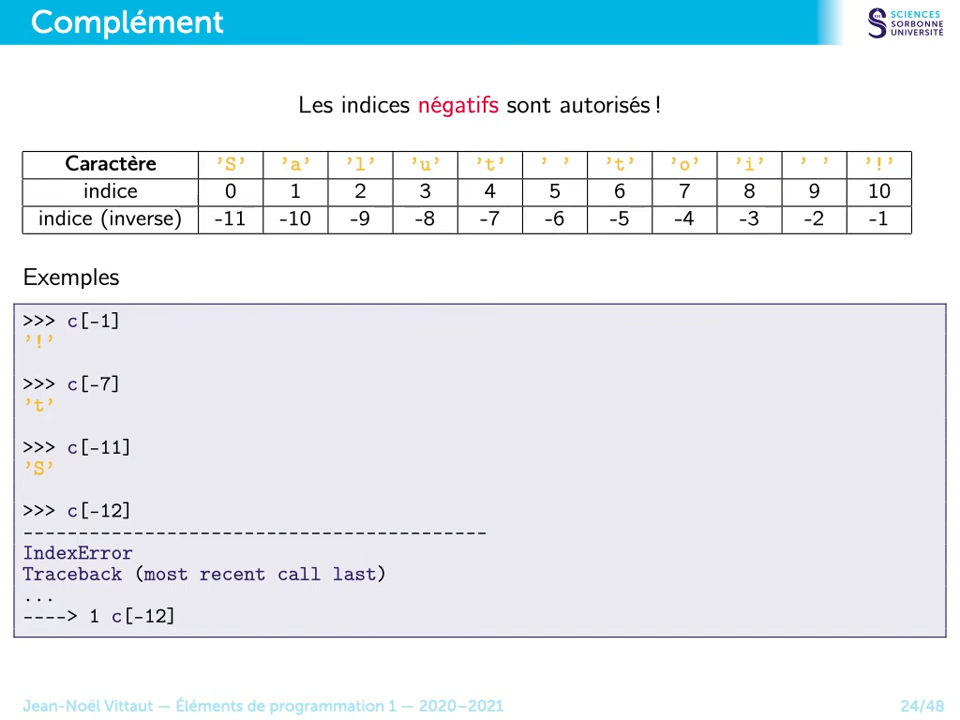 Complément
SCIENCES
SORBONNE
UNIVERSITÉ
Les indices négatifs sont autorisés !
Caractère 'S' 'a' 'l' 'u' 't' ' ' 't' 'o' 'i' ' ' '!'
indice 0 1 2 3 4 5 6 7 8 9 10
indice (inverse) -11 -10 -9 -8 -7 -6 -5 -4 -3 -2 -1
Exemples
>>> c[-1]
'!'
>>> c[-7]
't'
>>> c[-11]
'S'
>>> c[-12]
------------------------------------------
IndexError
Traceback (most recent call last)
...
----> 1 c[-12]
Jean-Noël Vittaut — Éléments de programmation 1 — 2020–2021 24/48